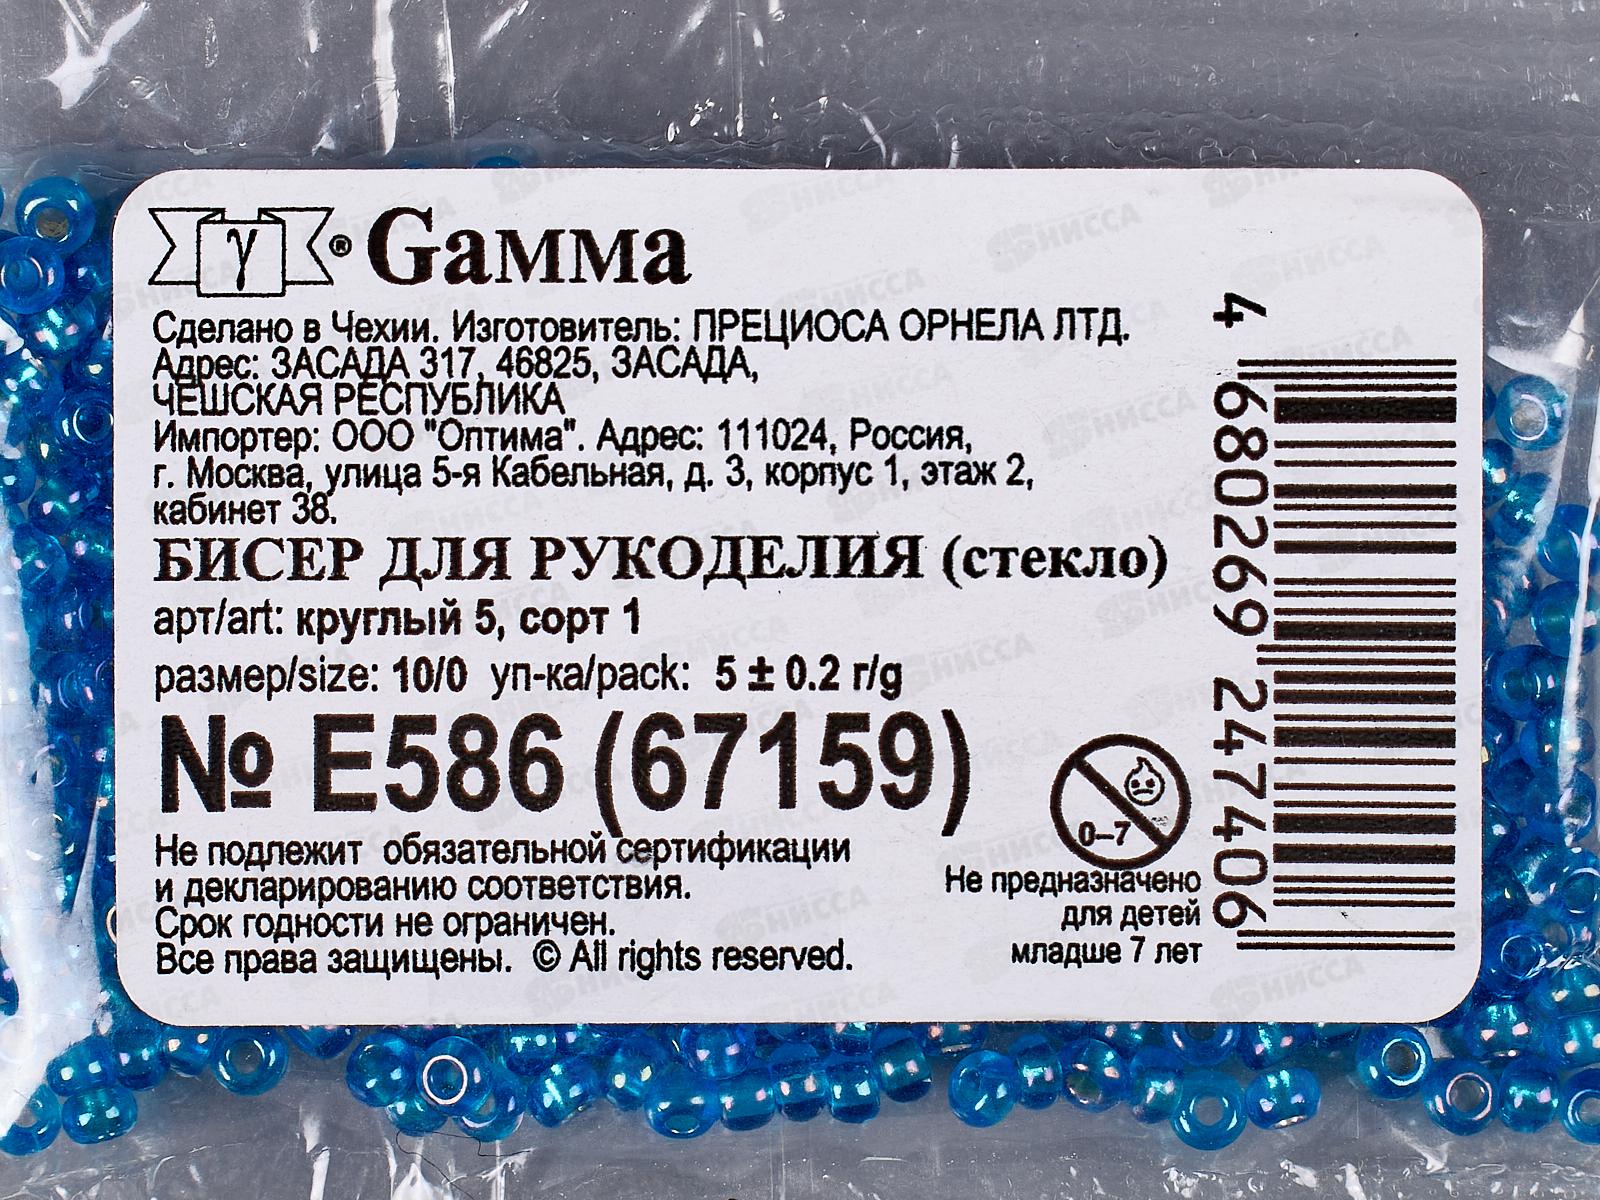 γ ® Gamma
Сделано в Чехии. Изготовитель: ПРЕЦИОСА ОРНЕЛА ЛТД.
Адрес: ЗАСАДА 317, 46825, ЗАСАДА,
ЧЕШСКАЯ РЕСПУБЛИКА
Импортер: ООО "Оптима". Адрес: 111024, Россия,
г. Москва, улица 5-я Кабельная, д. 3, корпус 1, этаж 2,
кабинет 38.
БИСЕР ДЛЯ РУКОДЕЛИЯ (стекло)
арт/art: круглый 5, сорт 1
размер/size: 10/0 уп-ка/pack: 5 ± 0.2 г/g
№ E586 (67159)
Не подлежит обязательной сертификации
и декларированию соответствия.
Срок годности не ограничен.
Все права защищены. © All rights reserved.
0–7
Не предназначено
для детей
младше 7 лет
4 680269 247406
НИССА